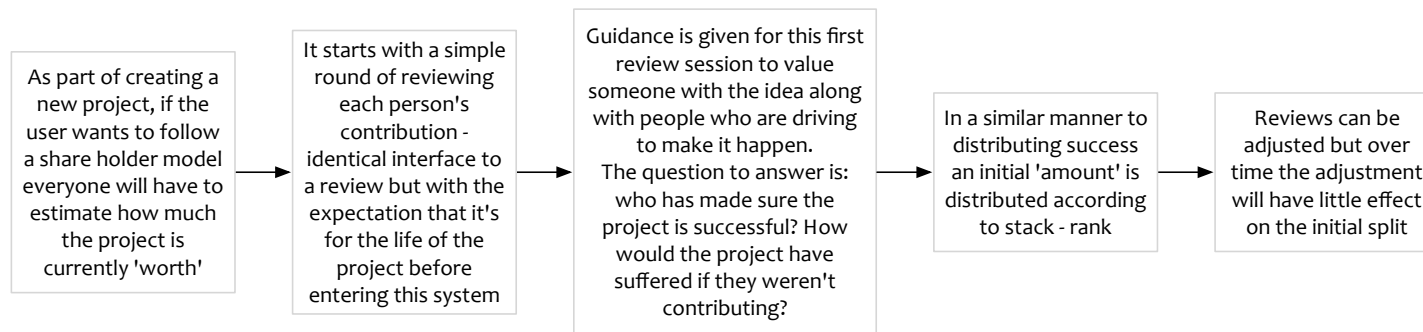 As part of creating a
new project, if the
user wants to follow
a share holder model
everyone will have to
estimate how much
the project is
currently 'worth'
It starts with a simple
round of reviewing
each person's
contribution -
identical interface to
a review but with the
expectation that it's
for the life of the
project before
entering this system
Guidance is given for this first
review session to value
someone with the idea along
with people who are driving
to make it happen.
The question to answer is:
who has made sure the
project is successful? How
would the project have
suffered if they weren't
contributing?
In a similar manner to
distributing success
an initial 'amount' is
distributed according
to stack - rank
Reviews can be
adjusted but over
time the adjustment
will have little effect
on the initial split